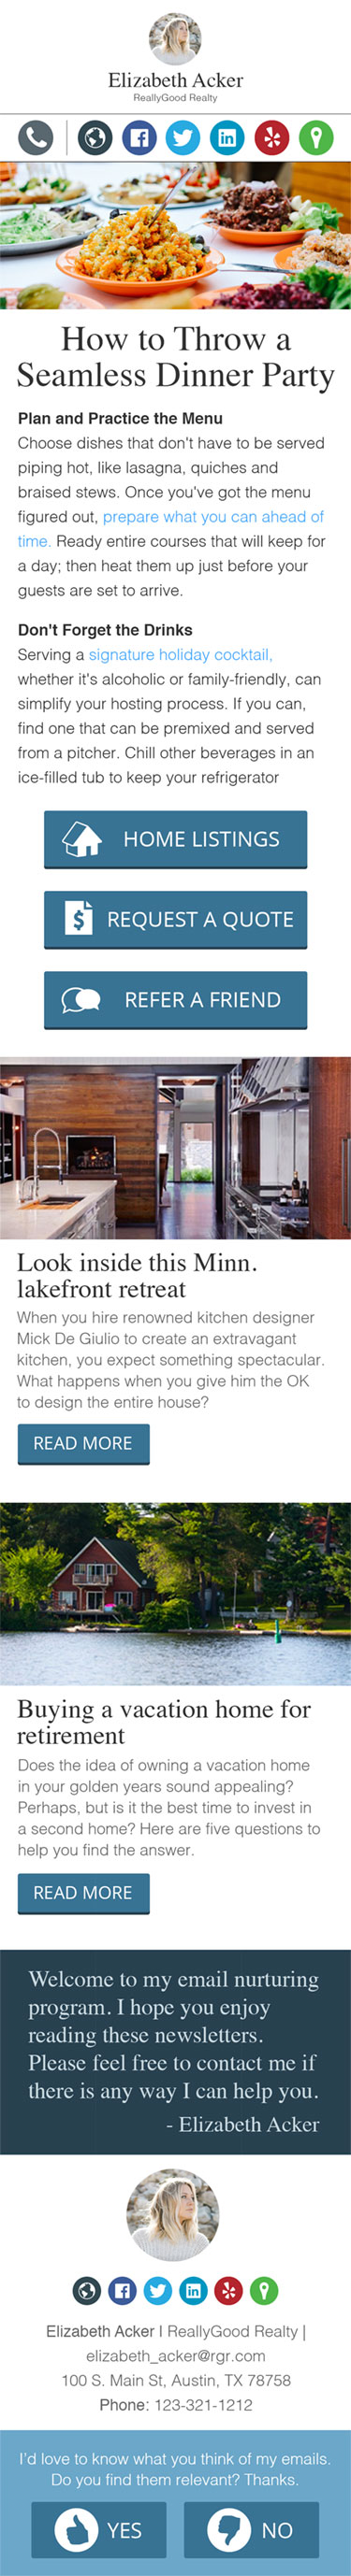 Elizabeth Acker
ReallyGood Realty
How to Throw a
Seamless Dinner Party
Plan and Practice the Menu
Choose dishes that don't have to be served
piping hot, like lasagna, quiches and
braised stews. Once you've got the menu
figured out, prepare what you can ahead of
time. Ready entire courses that will keep for
a day; then heat them up just before your
guests are set to arrive.
Don't Forget the Drinks
Serving a signature holiday cocktail,
whether it's alcoholic or family-friendly, can
simplify your hosting process. If you can,
find one that can be premixed and served
from a pitcher. Chill other beverages in an
ice-filled tub to keep your refrigerator
HOME LISTINGS
REQUEST A QUOTE
REFER A FRIEND
Look inside this Minn.
lakefront retreat
When you hire renowned kitchen designer
Mick De Giulio to create an extravagant
kitchen, you expect something spectacular.
What happens when you give him the OK
to design the entire house?
READ MORE
Buying a vacation home for
retirement
Does the idea of owning a vacation home
in your golden years sound appealing?
Perhaps, but is it the best time to invest in
a second home? Here are five questions to
help you find the answer.
READ MORE
Welcome to my email nurturing
program. I hope you enjoy
reading these newsletters.
Please feel free to contact me if
there is any way I can help you.
- Elizabeth Acker
Elizabeth Acker I ReallyGood Realty |
elizabeth_acker@rgr.com
100 S. Main St, Austin, TX 78758
Phone: 123-321-1212
I'd love to know what you think of my emails.
Do you find them relevant? Thanks.
YES
NO